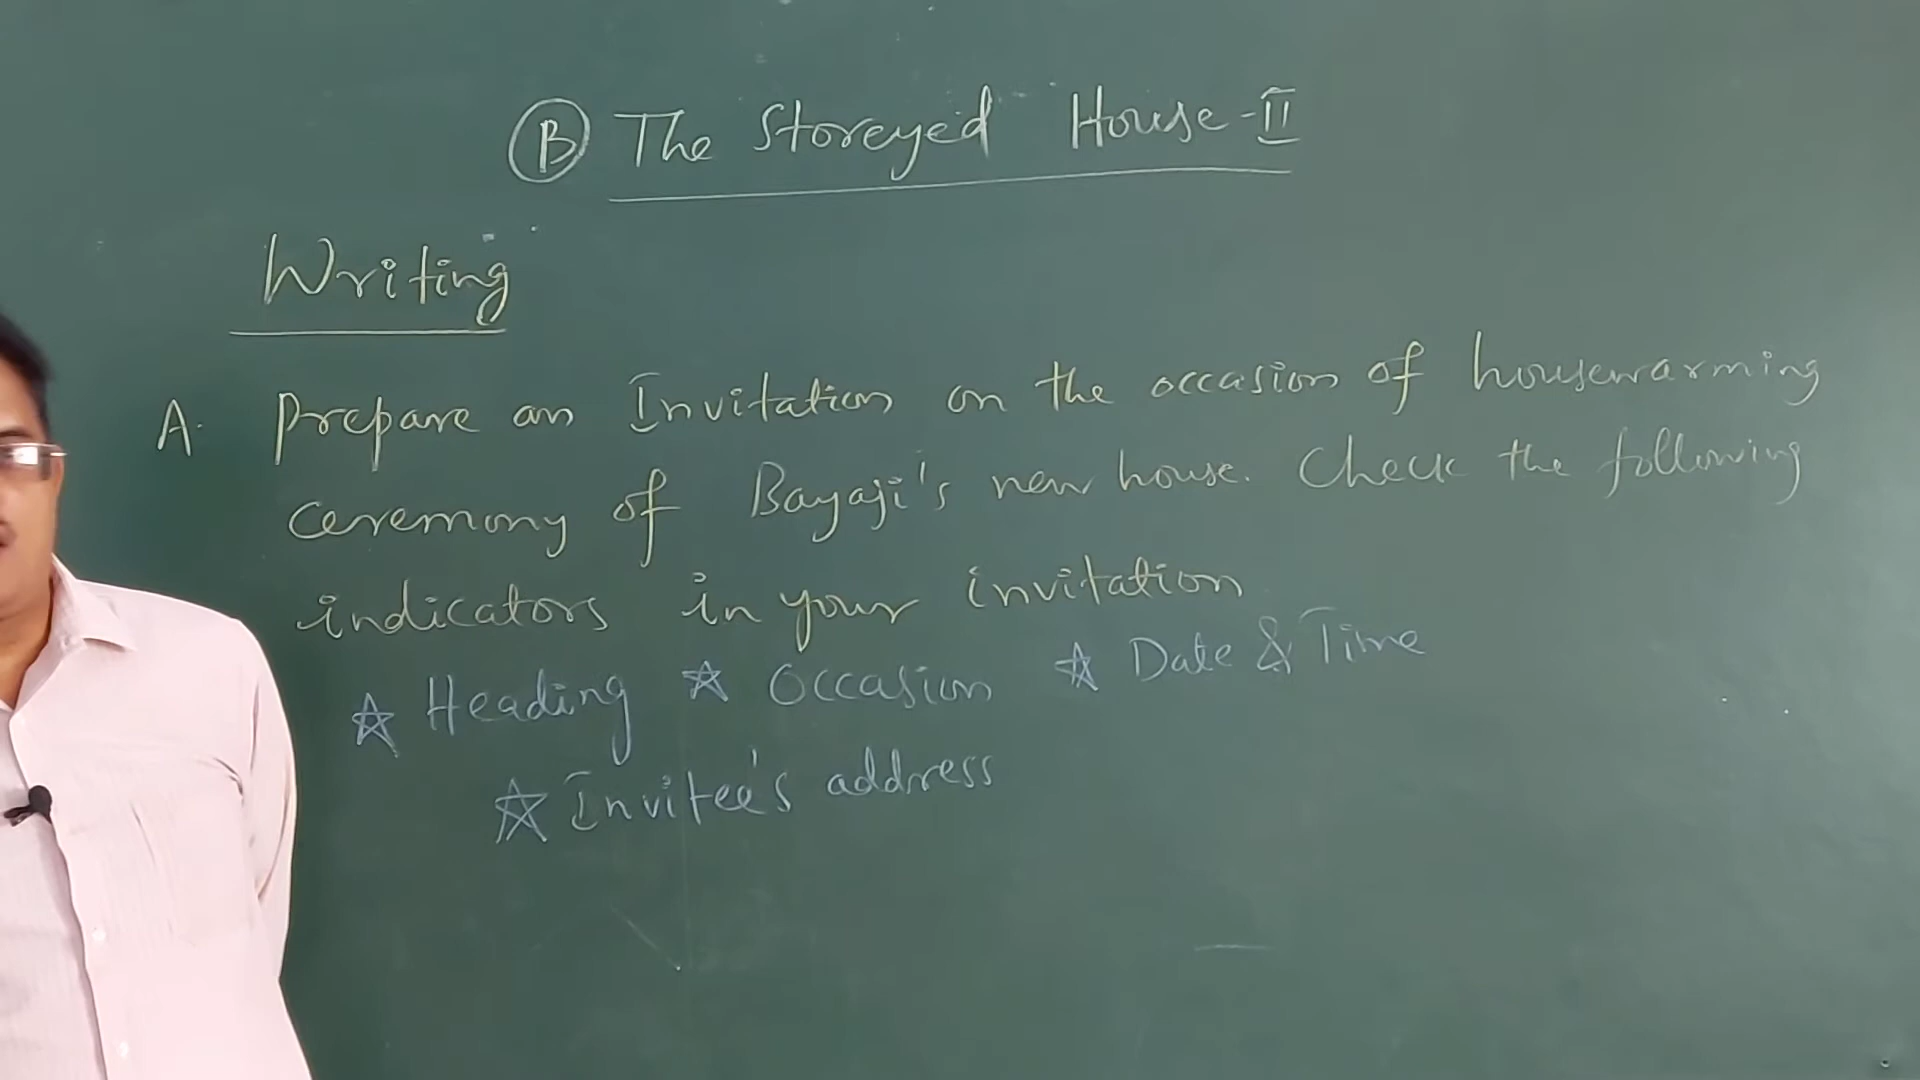 B The Storeyed House-II
Writing
A. Prepare an Invitation on the occasion of housewarming
ceremony of Bayaji's new house. Check the following
indicators in your invitation
☆ Heading ☆ Occasion ☆ Date & Time
☆ Invitee's address